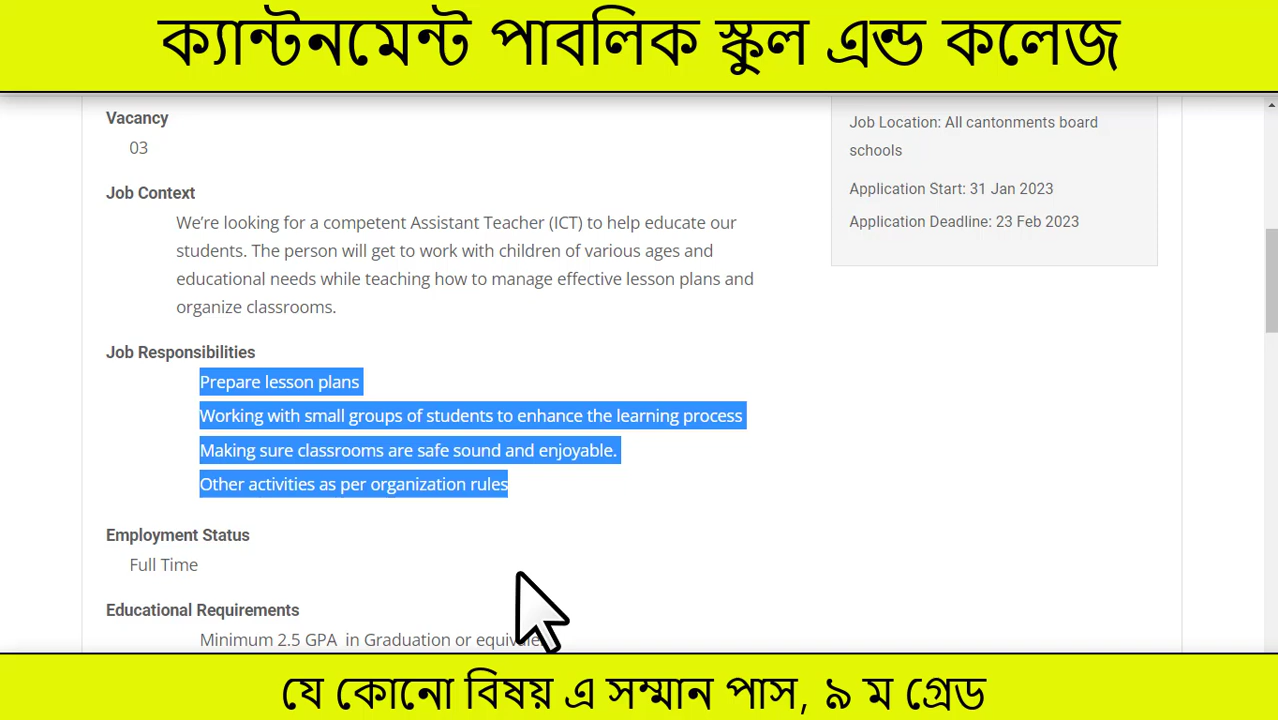 ক্যান্টনমেন্ট পাবলিক স্কুল এন্ড কলেজ
Vacancy
03
Job Context
We're looking for a competent Assistant Teacher (ICT) to help educate our
students. The person will get to work with children of various ages and
educational needs while teaching how to manage effective lesson plans and
organize classrooms.
Job Responsibilities
Prepare lesson plans
Working with small groups of students to enhance the learning process
Making sure classrooms are safe sound and enjoyable.
Other activities as per organization rules
Employment Status
Full Time
Educational Requirements
Minimum 2.5 GPA in Graduation or
Job Location: All cantonments board
schools
Application Start: 31 Jan 2023
Application Deadline: 23 Feb 2023
যে কোনো বিষয় এ সম্মান পাস, ৯ ম গ্রেড